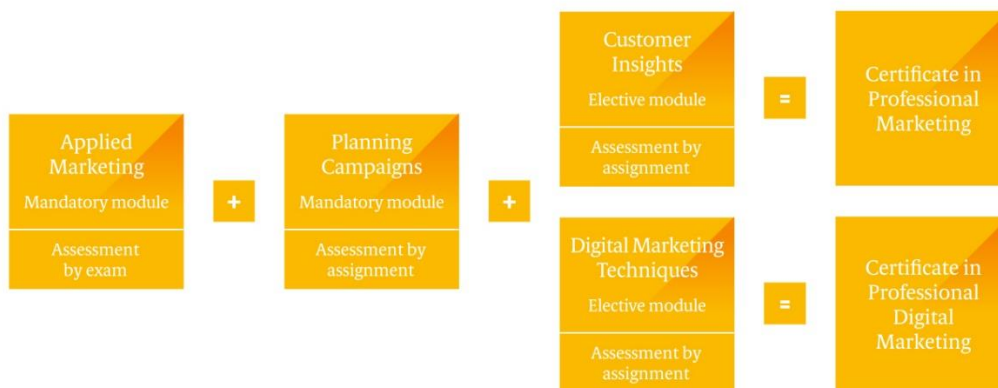 Applied
Marketing
Mandatory module
Assessment
by exam
+
Planning
Campaigns
Mandatory module
Assessment by
assignment
+
Customer
Insights
Elective module
Assessment by
assignment
=
Certificate in
Professional
Marketing
Digital Marketing
Techniques
Elective module
Assessment by
assignment
=
Certificate in
Professional
Digital
Marketing